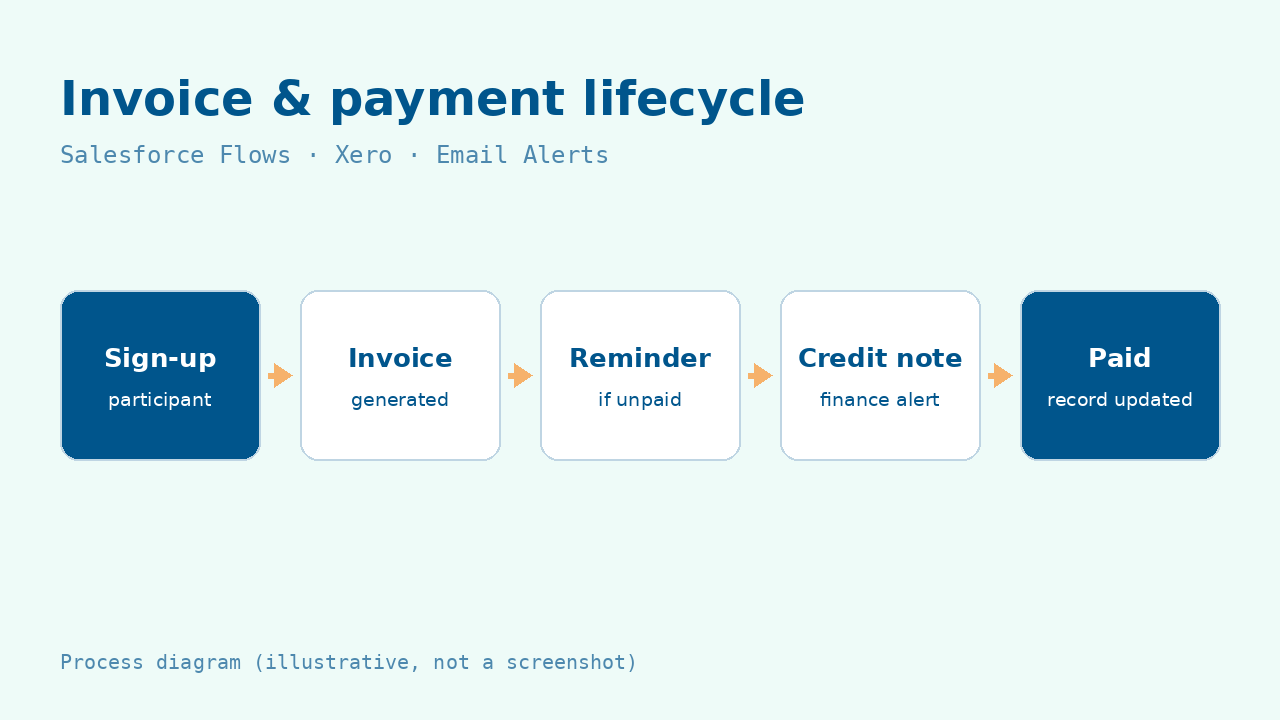 Invoice & payment lifecycle
Salesforce Flows · Xero · Email Alerts
Sign-up
participant
Invoice
generated
Reminder
if unpaid
Credit note
finance alert
Paid
record updated
Process diagram (illustrative, not a screenshot)